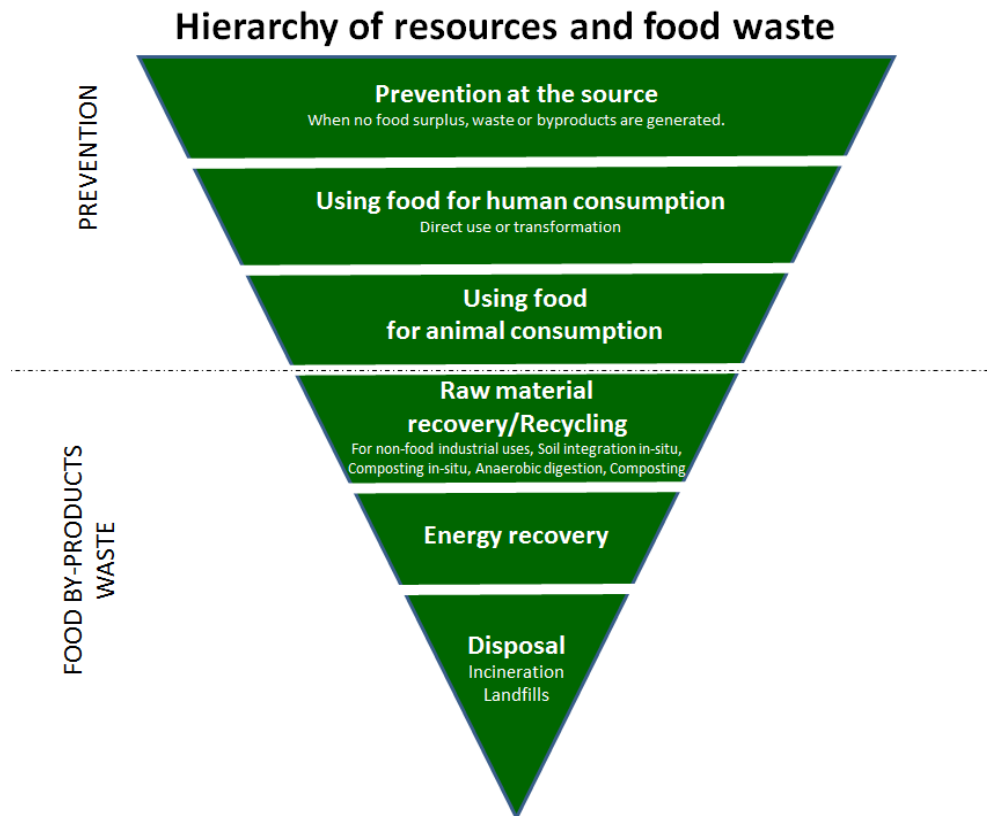 Hierarchy of resources and food waste
PREVENTION
Prevention at the source
When no food surplus, waste or byproducts are generated.
Using food for human consumption
Direct use or transformation
Using food
for animal consumption
FOOD BY-PRODUCTS
WASTE
Raw material
recovery/Recycling
For non-food industrial uses, Soil integration in-situ,
Composting in-situ, Anaerobic digestion, Composting
Energy recovery
Disposal
Incineration
Landfills